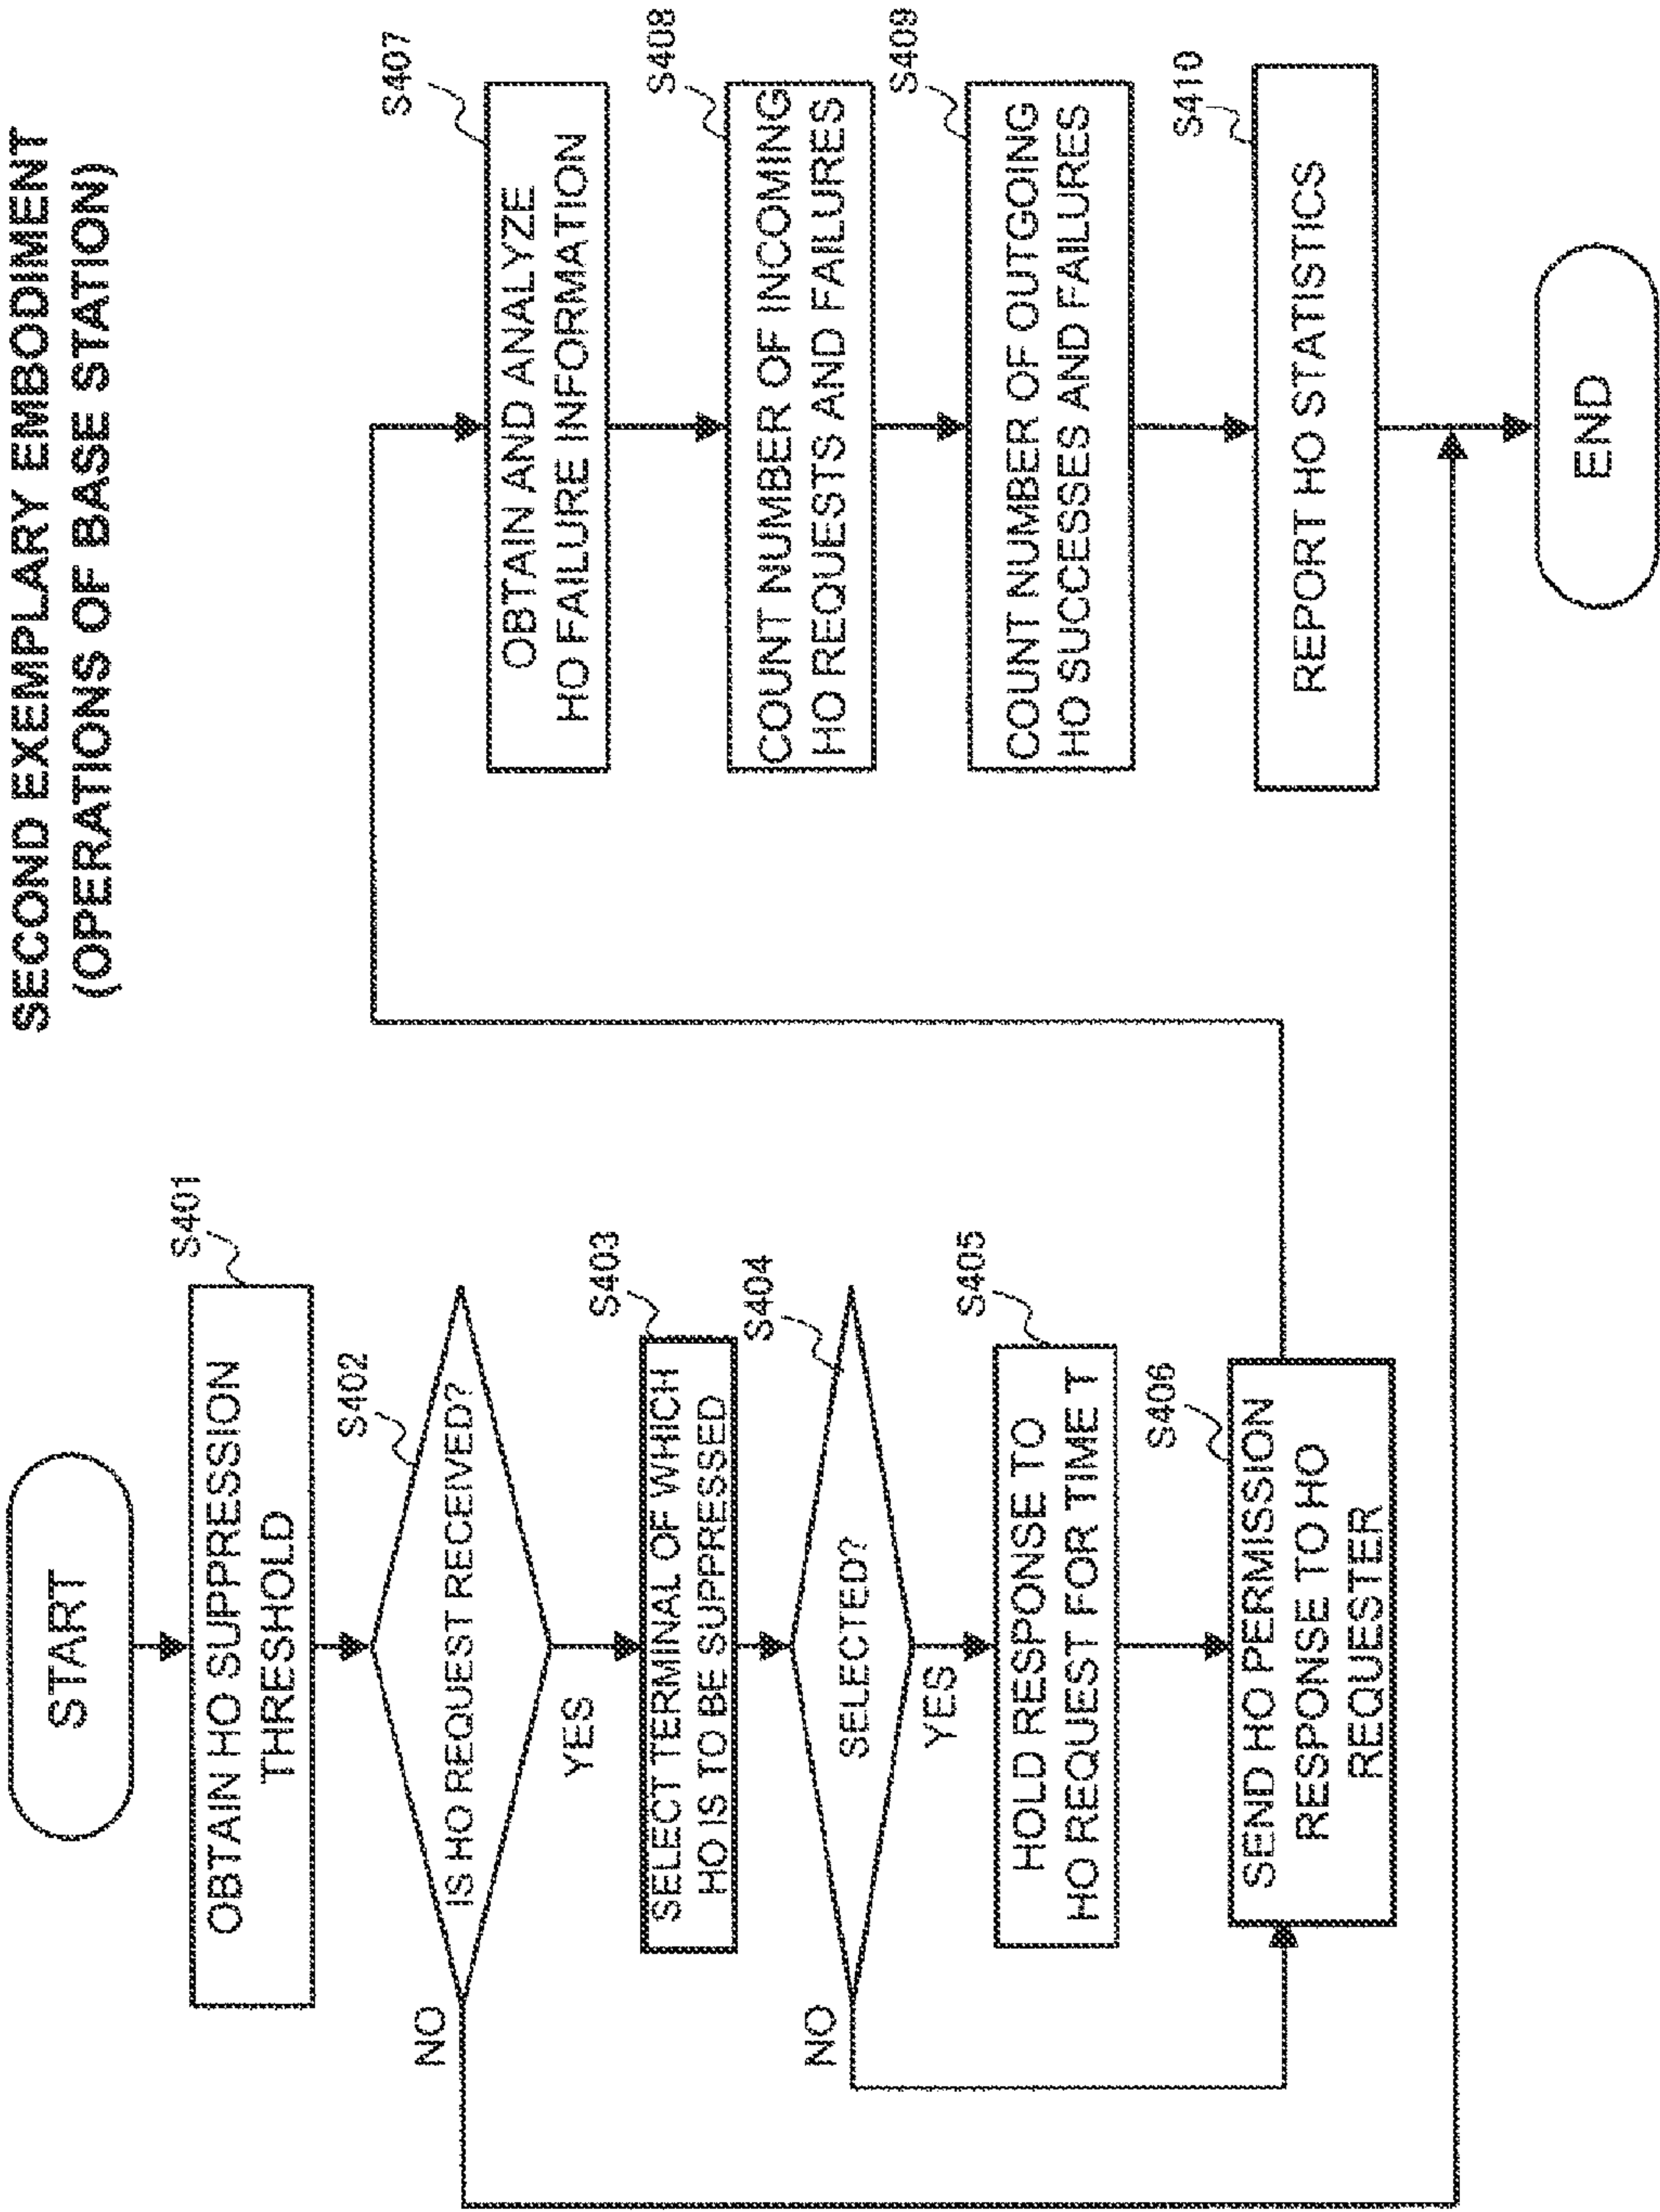 SECOND EXEMPLARY EMBODIMENT
(OPERATIONS OF BASE STATION)
START
S401
OBTAIN HO SUPPRESSION
THRESHOLD
S402
IS HO REQUEST RECEIVED?
NO
YES
S403
SELECT TERMINAL OF WHICH
HO IS TO BE SUPPRESSED
S404
SELECTED?
NO
YES
S405
HOLD RESPONSE TO
HO REQUEST FOR TIME T
S406
SEND HO PERMISSION
RESPONSE TO HO
REQUESTER
S407
OBTAIN AND ANALYZE
HO FAILURE INFORMATION
S408
COUNT NUMBER OF INCOMING
HO REQUESTS AND FAILURES
S409
COUNT NUMBER OF OUTGOING
HO SUCCESSES AND FAILURES
S410
REPORT HO STATISTICS
END